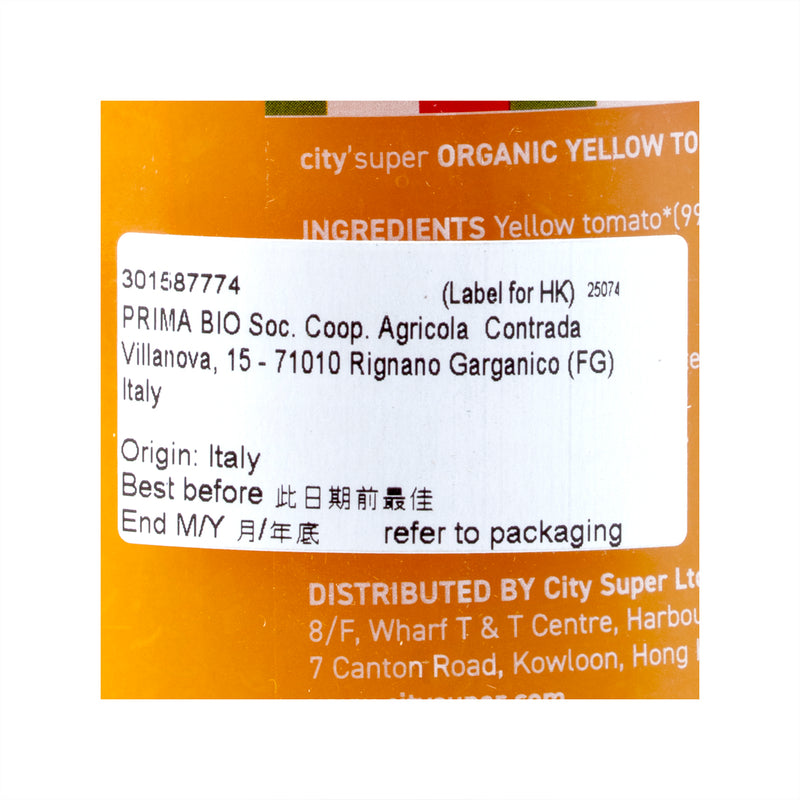 city'super ORGANIC YELLOW TO
INGREDIENTS Yellow tomato*(99
301587774 (Label for HK) 25074
PRIMA BIO Soc. Coop. Agricola Contrada
Villanova, 15 - 71010 Rignano Garganico (FG)
Italy
Origin: Italy
Best before 此日期前最佳
End M/Y 月/年底 refer to packaging
DISTRIBUTED BY City Super Ltd
8/F, Wharf T & T Centre, Harbou
7 Canton Road, Kowloon, Hong